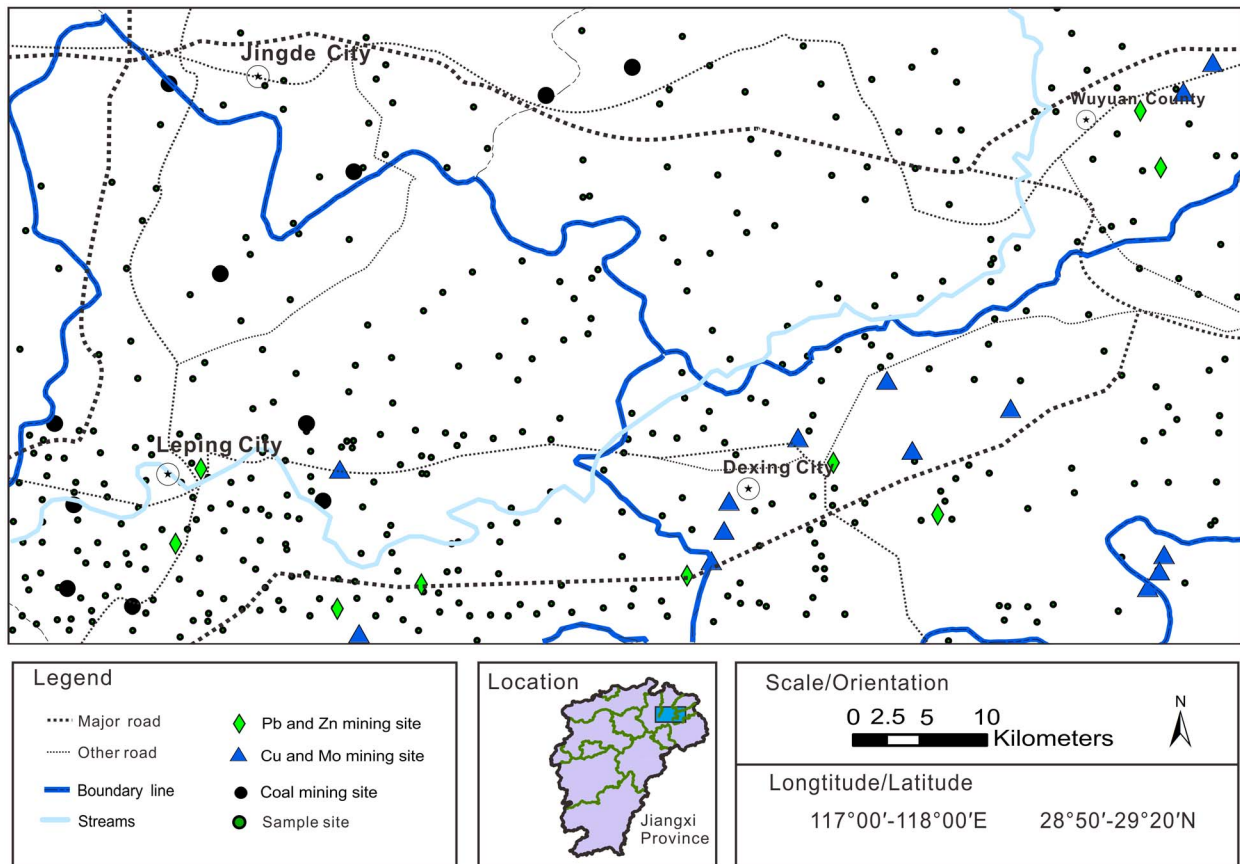 Jingde City
Wuyuan County
Leping City
Dexing City
Legend
Major road
Other road
Boundary line
Streams
Pb and Zn mining site
Cu and Mo mining site
Coal mining site
Sample site
Location
Jiangxi
Province
Scale/Orientation
0 2.5 5 10
Kilometers
N
Longtitude/Latitude
117°00′-118°00′E 28°50′-29°20′N